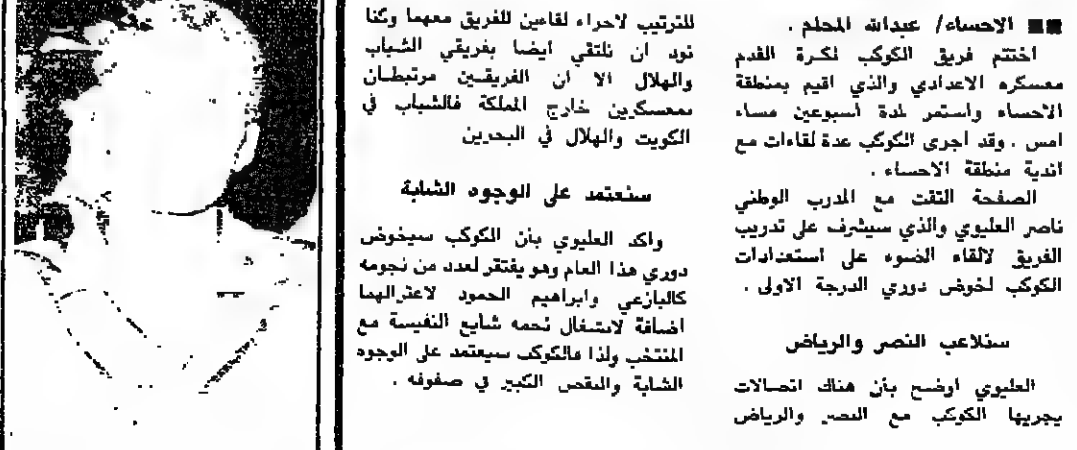 ■■ الاحساء/ عبدالله المحلم .
اختتم فريق الكوكب لكرة القدم
معسكره الاعدادي والذي اقيم بمنطقة
الاحساء واستمر لمدة أسبوعين مساء
امس . وقد أجرى الكوكب عدة لقاءات مع
اندية منطقة الاحساء .
الصفحة التقت مع المدرب الوطني
ناصر العليوي والذي سيشرف على تدريب
الفريق لالقاء الضوء على استعدادات
الكوكب لخوض دوري الدرجة الاولى .
سنلاعب النصر والرياض
العليوي اوضح بأن هناك اتصالات
يجريها الكوكب مع النصر والرياض
للترتيب لاجراء لقاءين للفريق معهما وكنا
نود ان نلتقي ايضا بفريقي الشباب
والهلال الا ان الفريقين مرتبطان
بمعسكرين خارج المملكة فالشباب في
الكويت والهلال في البحرين
سنعتمد على الوجوه الشابة
واكد العليوي بأن الكوكب سيخوض
دوري هذا العام وهو يفتقر لعدد من نجومه
كالبازعي وابراهيم الحمود لاعتزالهما
اضافة لانشغال نجمه شايع النفيسة مع
المنتخب ولذا فالكوكب سيعتمد على الوجوه
الشابة والنقص الكبير في صفوفه .